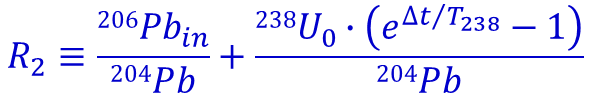 R₂ ≡ ²⁰⁶Pb_in / ²⁰⁴Pb + ²³⁸U₀ · (e^(Δt/T₂₃₈) − 1) / ²⁰⁴Pb